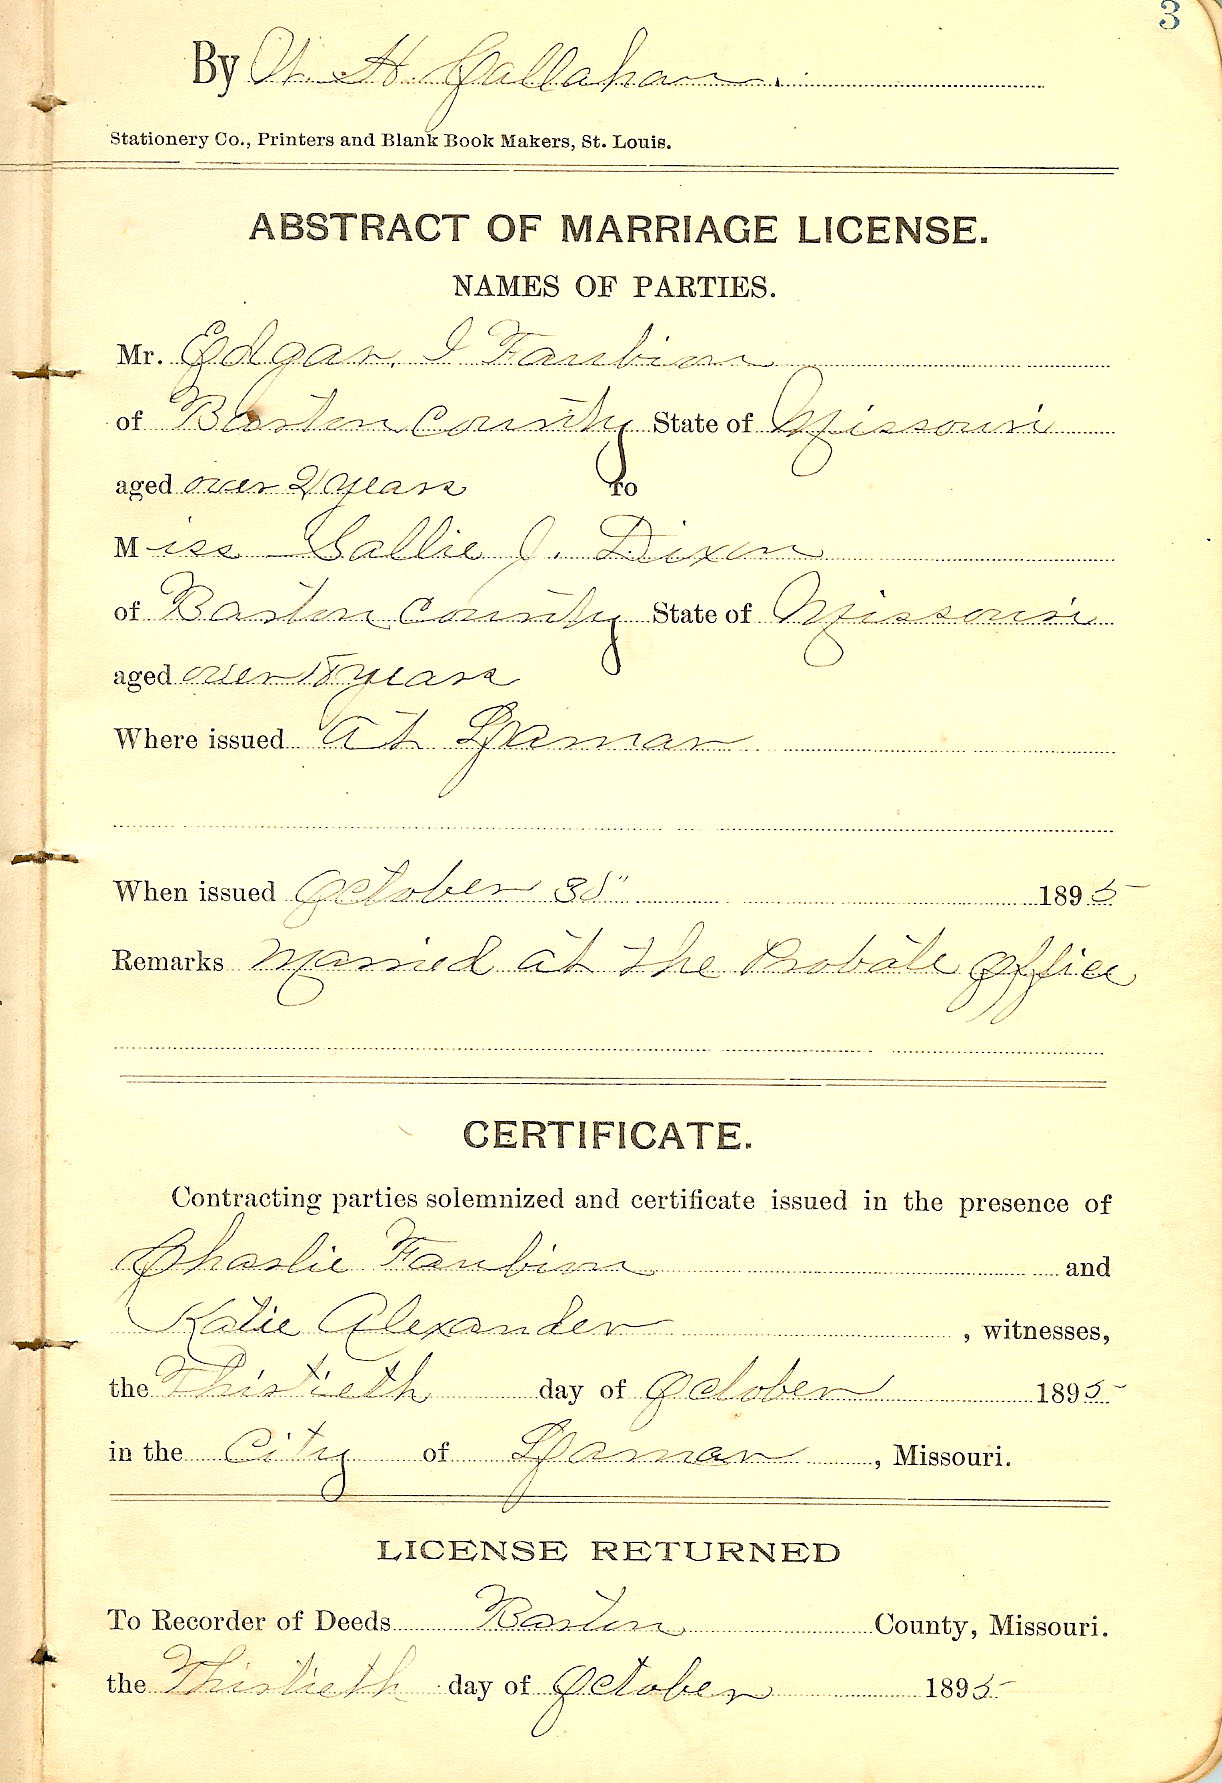 3
By W. H. Gallahan.
Stationery Co., Printers and Blank Book Makers, St. Louis.
ABSTRACT OF MARRIAGE LICENSE.
NAMES OF PARTIES.
Mr. Edgar. I Faubion
of Barton County State of Missouri
aged over 21 years To
Miss Sallie J. Dixon
of Barton County State of Missouri
aged over 18 years
Where issued at Lamar
When issued October 30" 1895
Remarks Married at the Probate Office
CERTIFICATE.
Contracting parties solemnized and certificate issued in the presence of
Charlie Faubion and
Katie Alexander, witnesses,
the Thirtieth day of October 1895
in the City of Lamar, Missouri.
LICENSE RETURNED
To Recorder of Deeds Barton County, Missouri.
the Thirtieth day of October 1895